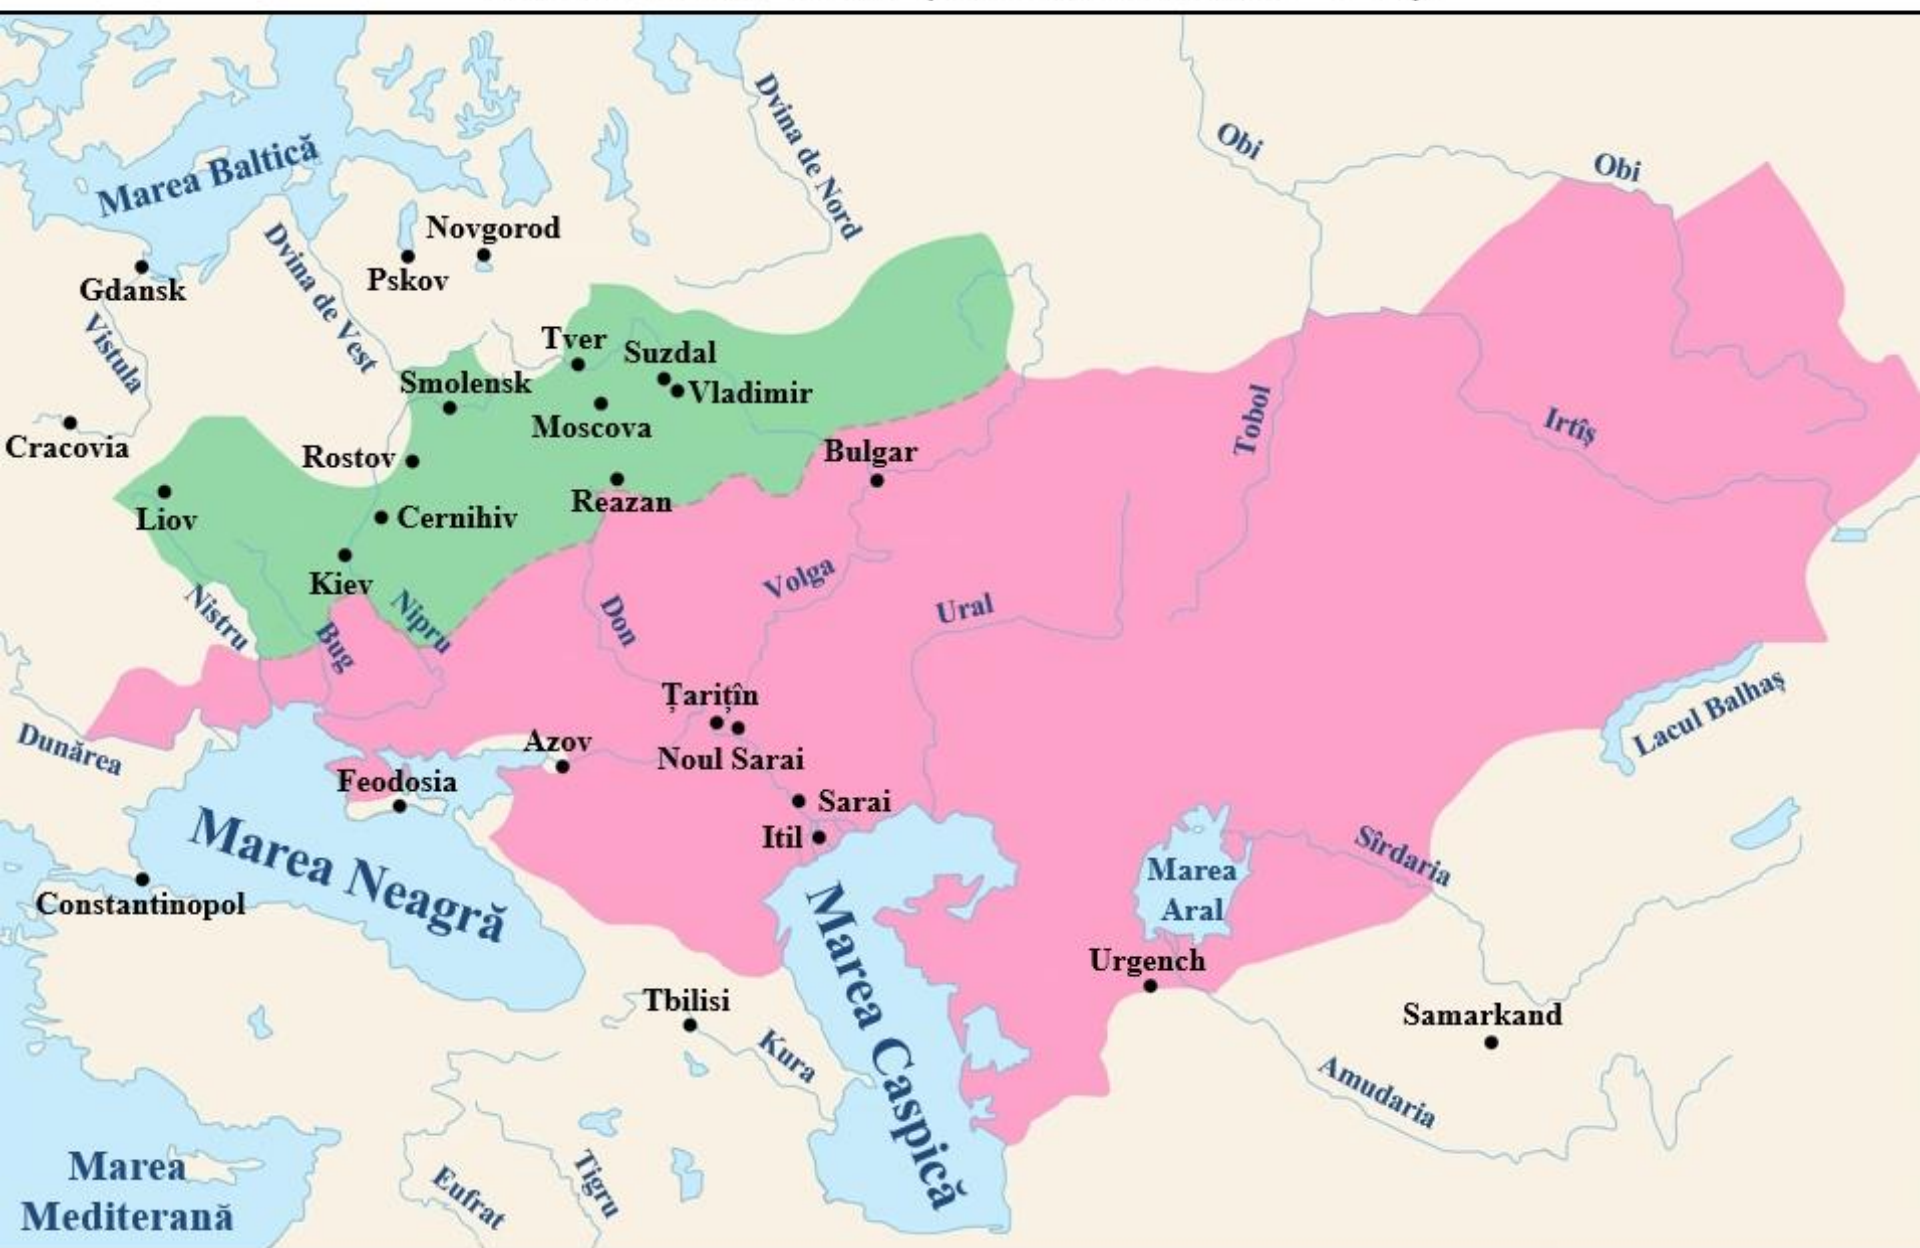 Dvina de Nord
Obi
Obi
Marea Baltică
Novgorod
Dvina de Vest
Pskov
Gdansk
Vistula
Tver
Suzdal
Smolensk
Vladimir
Moscova
Tobol
Irtîș
Cracovia
Rostov
Bulgar
Reazan
Liov
Cernihiv
Kiev
Volga
Nistru
Nipru
Don
Ural
Bug
Țarițîn
Lacul Balhaș
Dunărea
Azov
Noul Sarai
Feodosia
Sarai
Itil
Marea Neagră
Sîrdaria
Marea
Aral
Constantinopol
Urgench
Marea Caspică
Tbilisi
Samarkand
Kura
Amudaria
Marea
Mediterană
Eufrat
Tigru